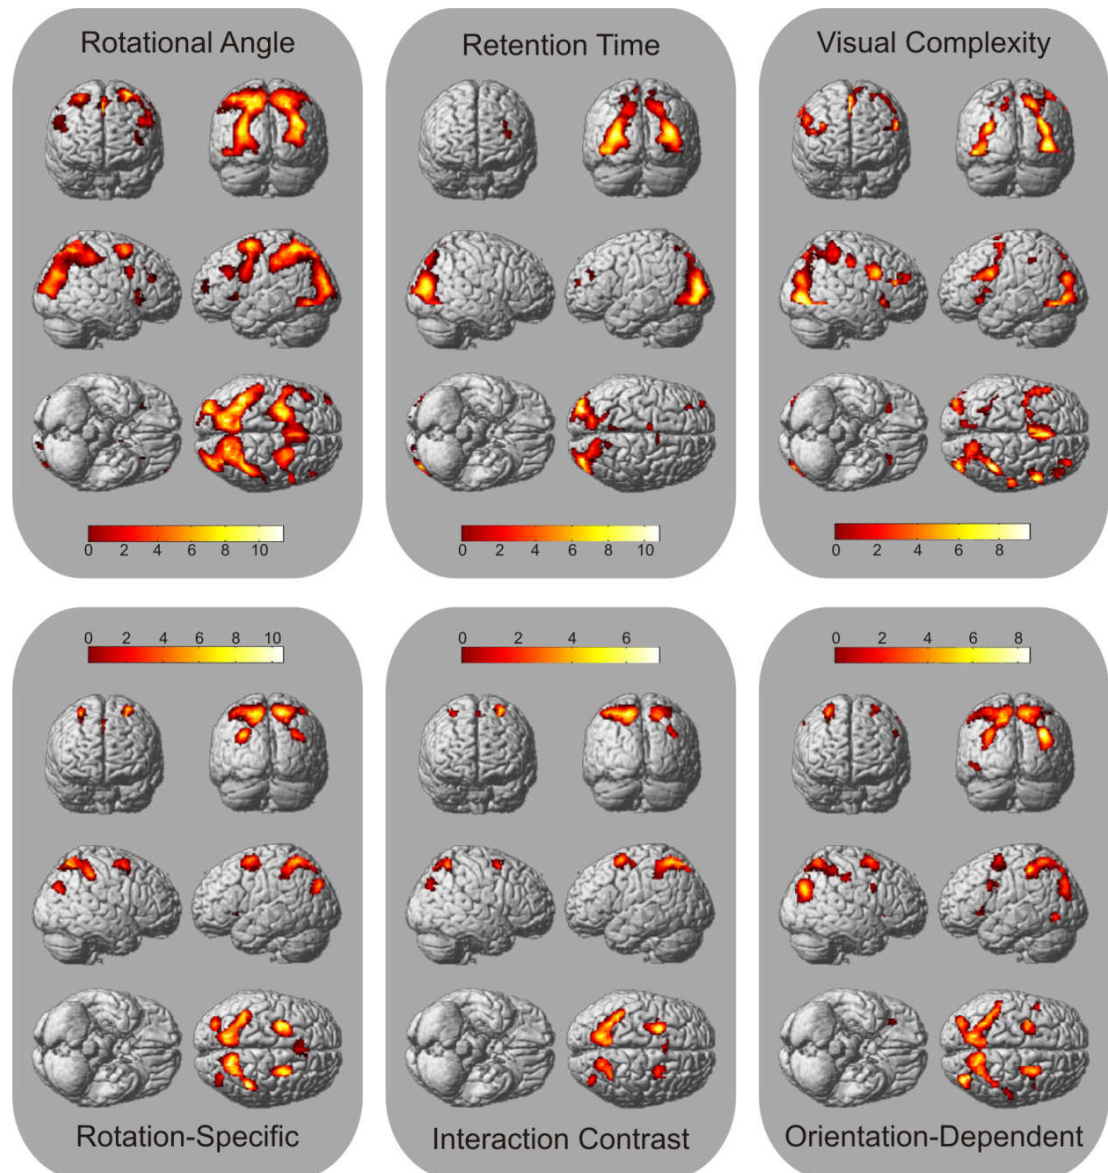 Rotational Angle
Retention Time
Visual Complexity
0 2 4 6 8 10
0 2 4 6 8 10
0 2 4 6 8
0 2 4 6 8 10
0 2 4 6
0 2 4 6 8
Rotation-Specific
Interaction Contrast
Orientation-Dependent